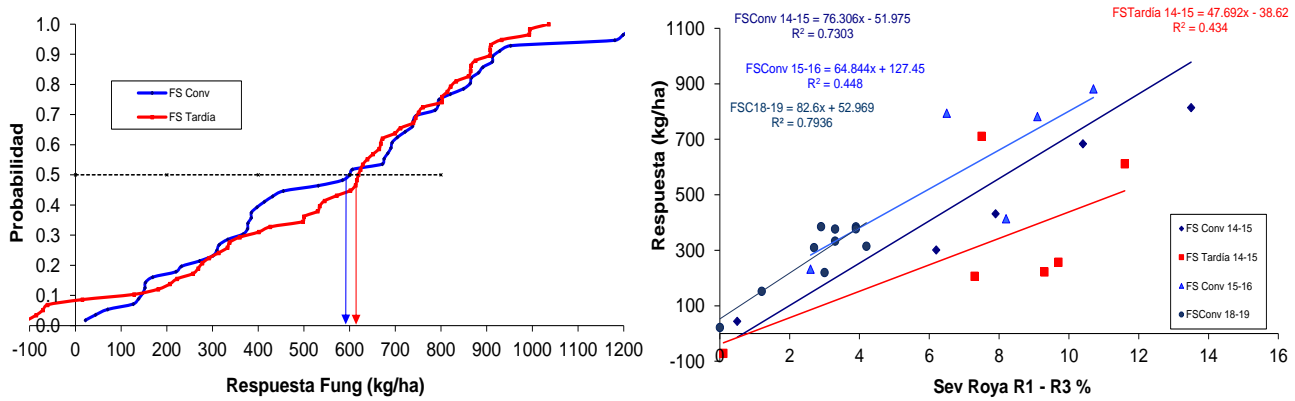 1.0
0.9
0.8
0.7
0.6
0.5
0.4
0.3
0.2
0.1
0.0
Probabilidad
FS Conv
FS Tardía
-100 0 100 200 300 400 500 600 700 800 900 1000 1100 1200
Respuesta Fung (kg/ha)
FSConv 14-15 = 76.306x - 51.975
R² = 0.7303
FSTardía 14-15 = 47.692x - 38.62
R² = 0.434
FSConv 15-16 = 64.844x + 127.45
R² = 0.448
FSC18-19 = 82.6x + 52.969
R² = 0.7936
1100
900
700
500
300
100
-100
Respuesta (kg/ha)
FS Conv 14-15
FS Tardía 14-15
FS Conv 15-16
FSConv 18-19
0 2 4 6 8 10 12 14 16
Sev Roya R1 - R3 %